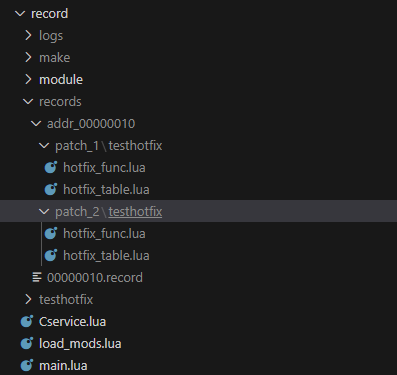 record
logs
make
module
records
addr_00000010
patch_1\testhotfix
hotfix_func.lua
hotfix_table.lua
patch_2\testhotfix
hotfix_func.lua
hotfix_table.lua
00000010.record
testhotfix
Cservice.lua
load_mods.lua
main.lua